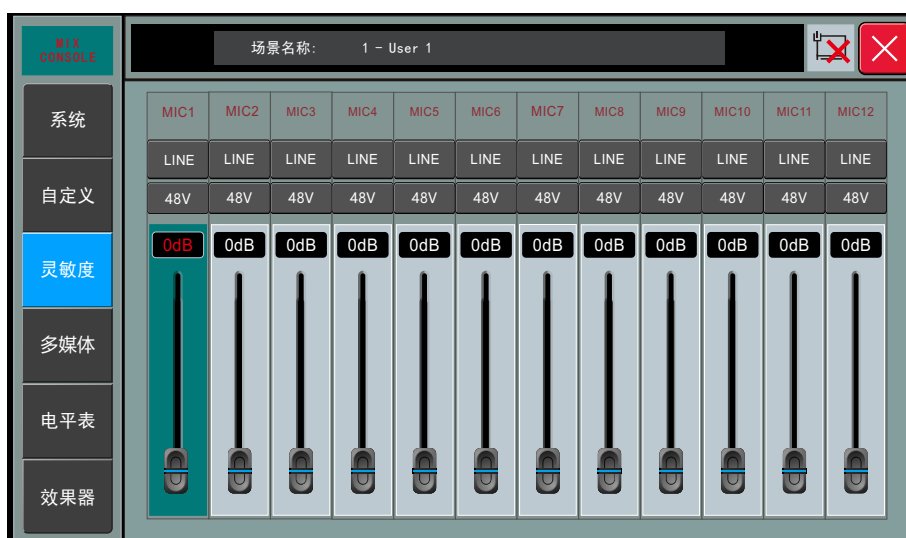 MIX
CONSOLE
场景名称: 1 - User 1
系统
自定义
灵敏度
多媒体
电平表
效果器
MIC1 MIC2 MIC3 MIC4 MIC5 MIC6 MIC7 MIC8 MIC9 MIC10 MIC11 MIC12
LINE LINE LINE LINE LINE LINE LINE LINE LINE LINE LINE LINE
48V 48V 48V 48V 48V 48V 48V 48V 48V 48V 48V 48V
0dB 0dB 0dB 0dB 0dB 0dB 0dB 0dB 0dB 0dB 0dB 0dB